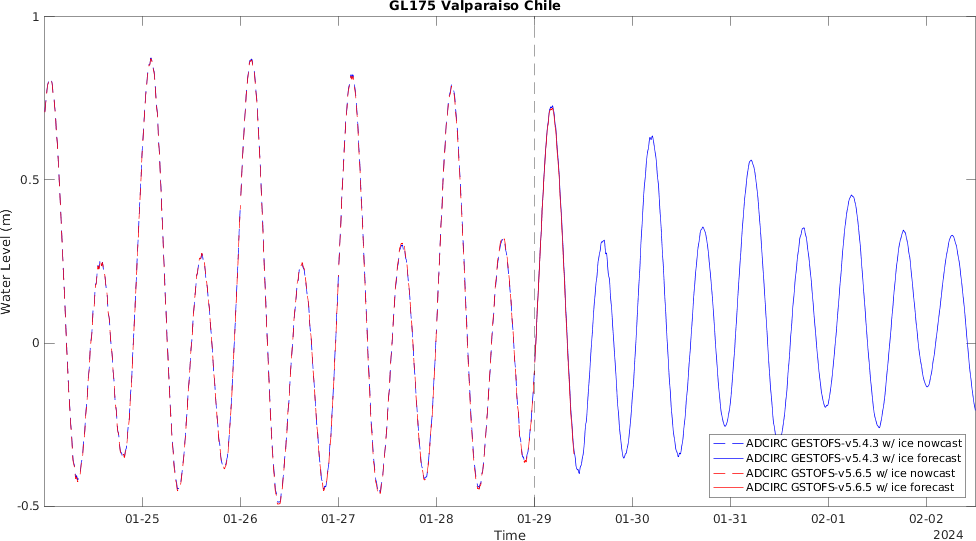 GL175 Valparaiso Chile
1
0.5
0
-0.5
Water Level (m)
ADCIRC GESTOFS-v5.4.3 w/ ice nowcast
ADCIRC GESTOFS-v5.4.3 w/ ice forecast
ADCIRC GSTOFS-v5.6.5 w/ ice nowcast
ADCIRC GSTOFS-v5.6.5 w/ ice forecast
01-25 01-26 01-27 01-28 01-29 01-30 01-31 02-01 02-02
Time
2024